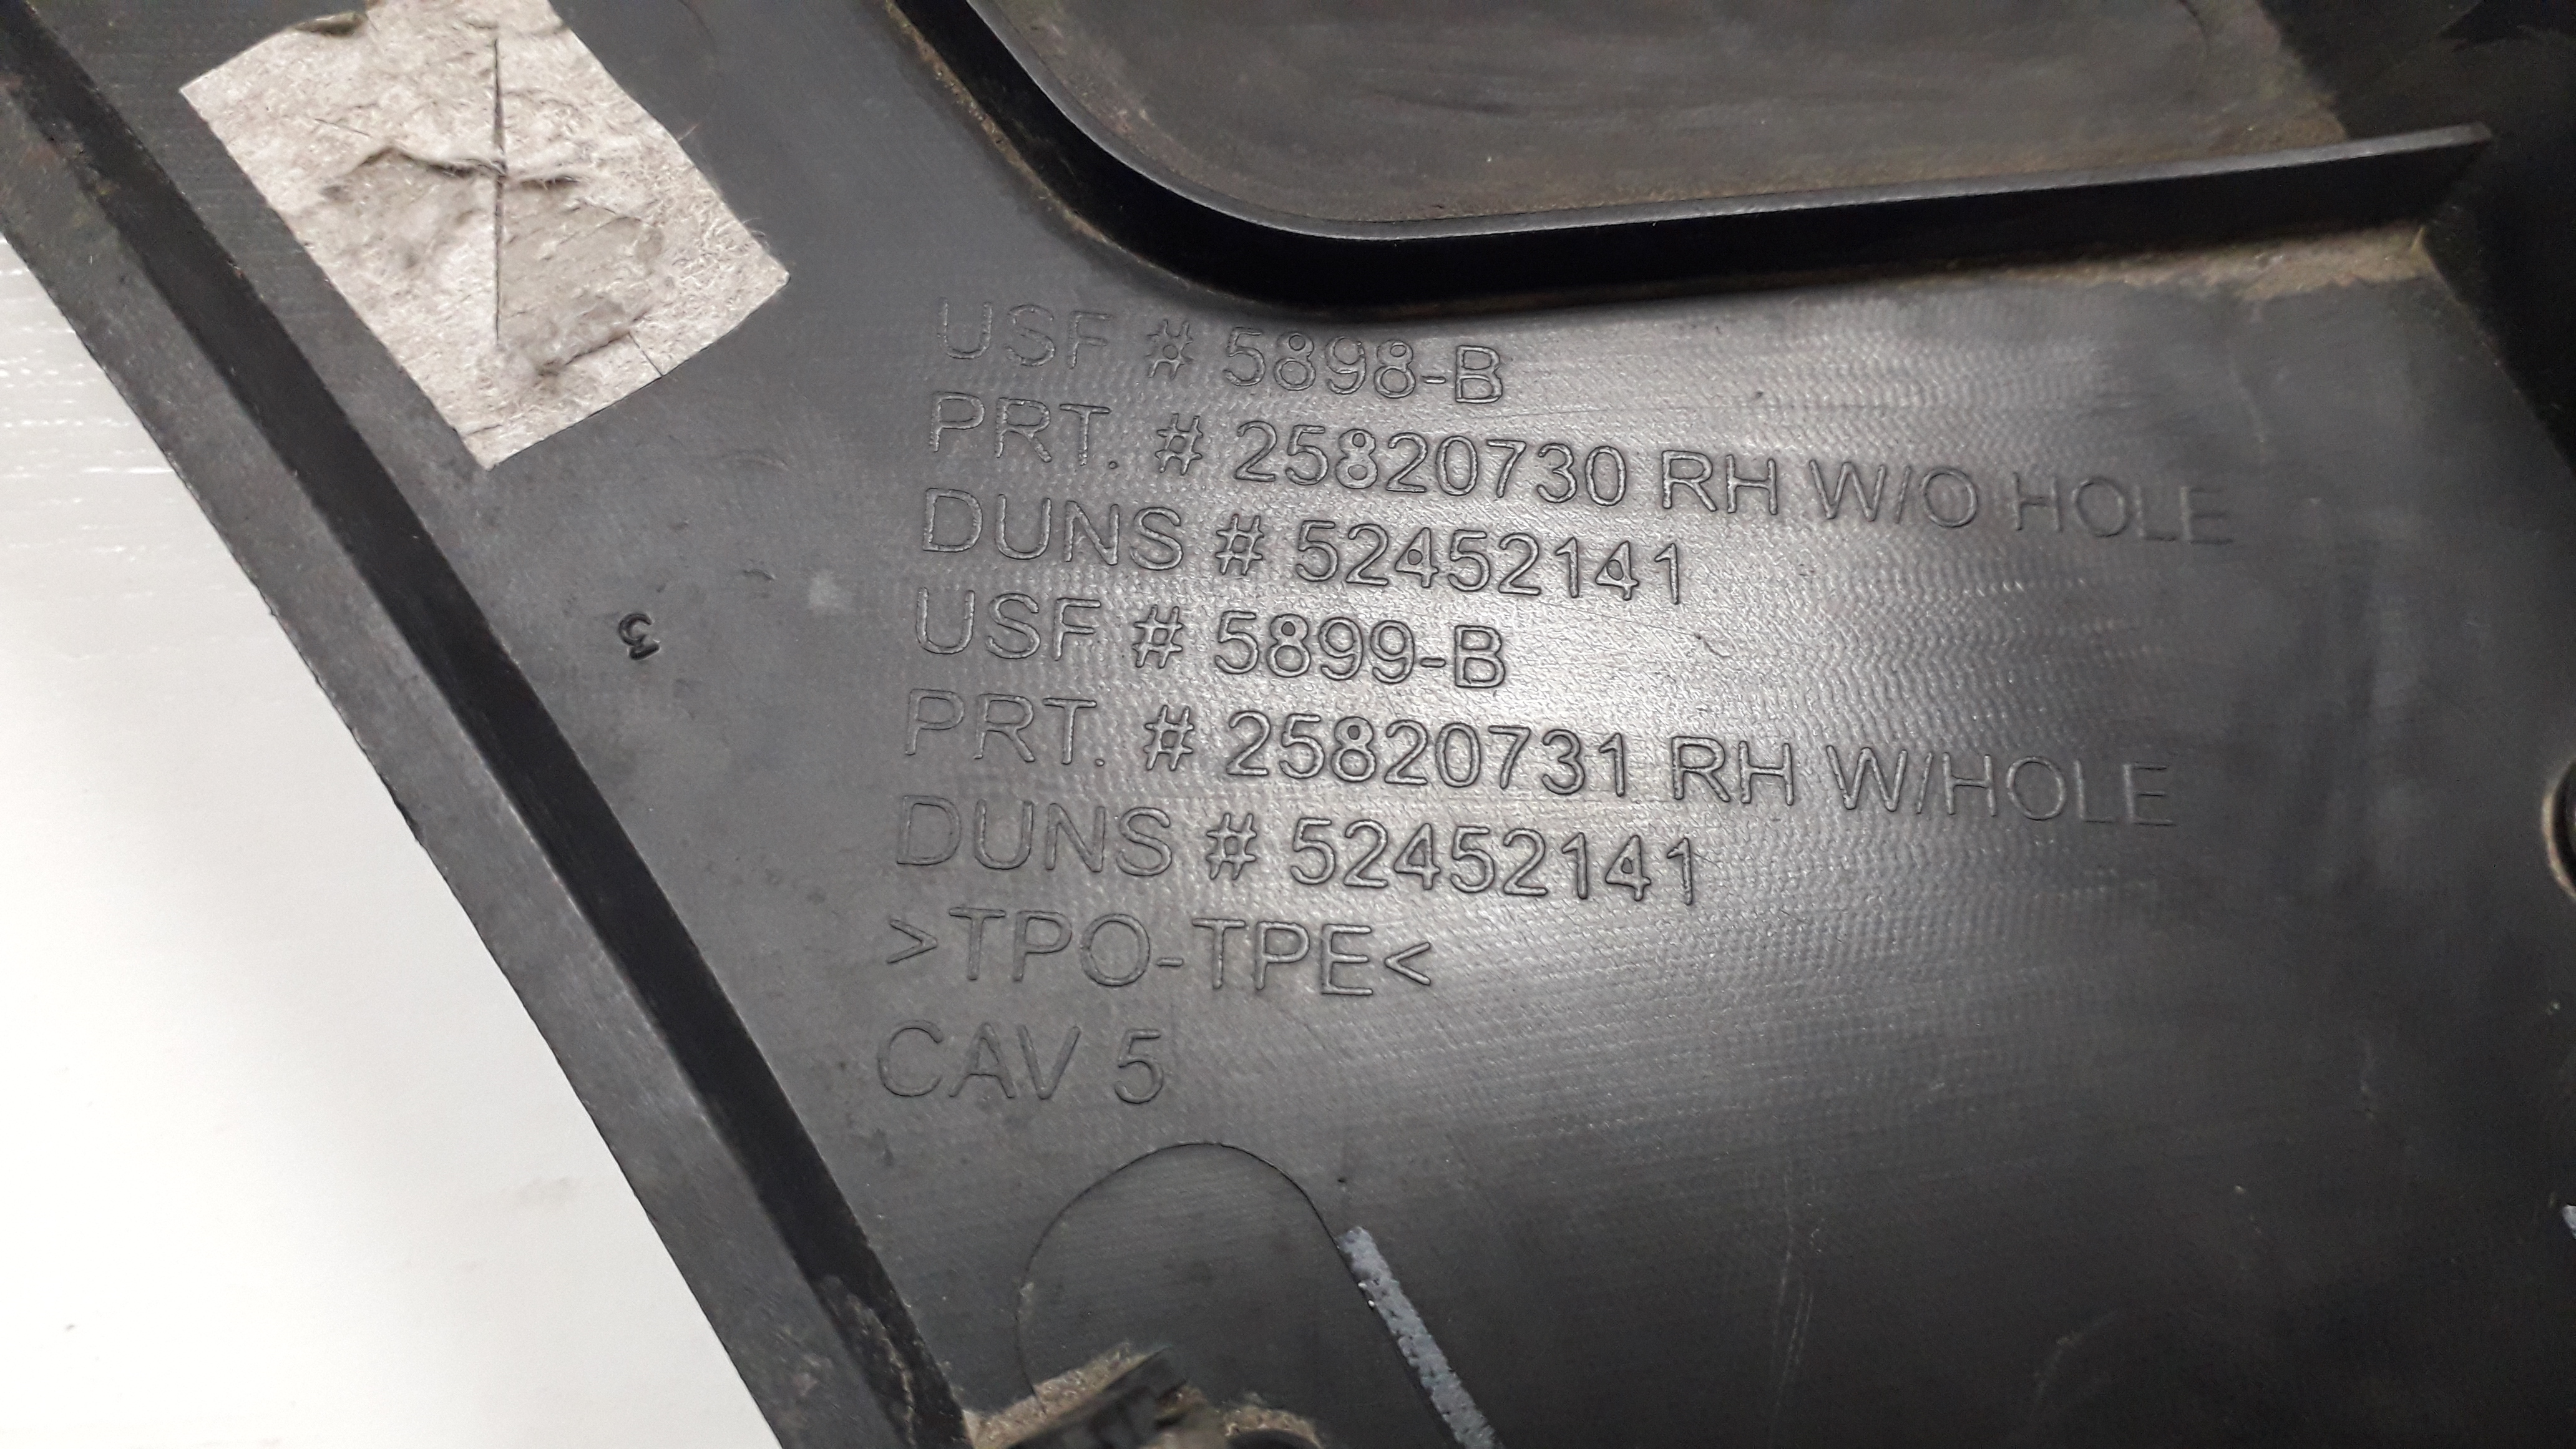 USF # 5898-B
PRT. # 25820730 RH W/O HOLE
DUNS # 52452141
USF # 5899-B
PRT. # 25820731 RH W/HOLE
DUNS # 52452141
>TPO-TPE<
CAV 5
3